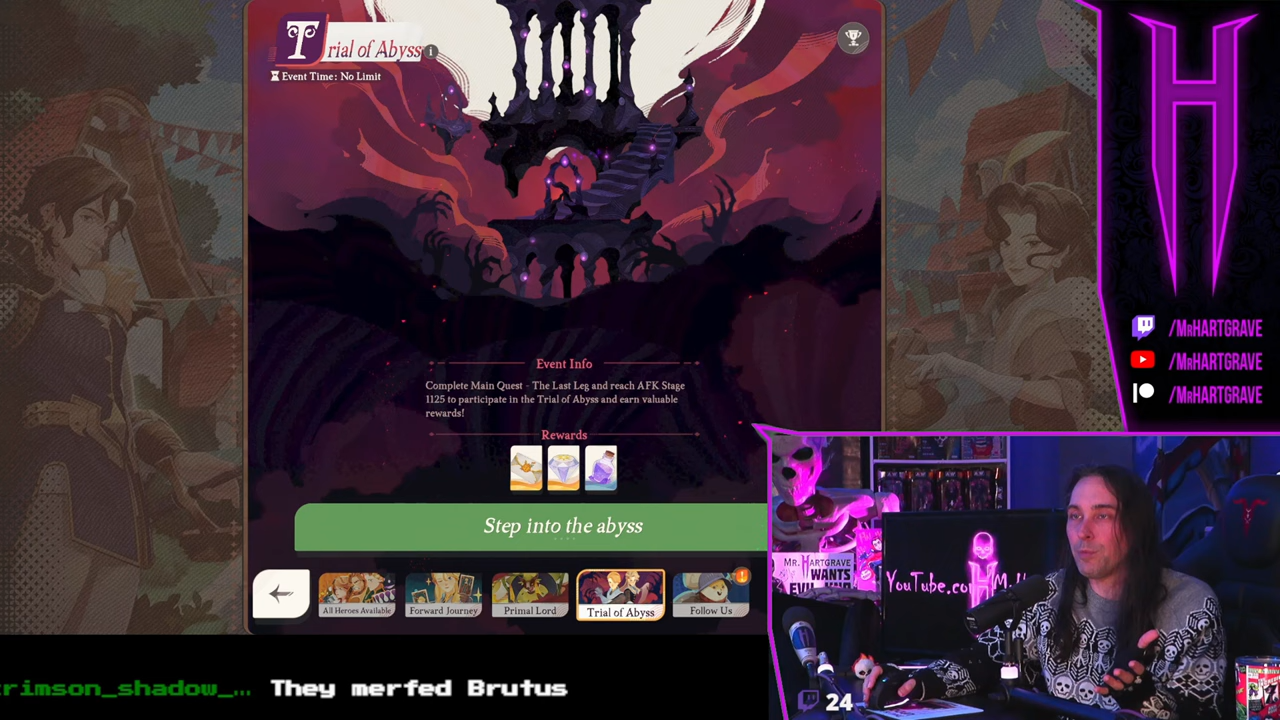 Trial of Abyss
Event Time: No Limit
Event Info
Complete Main Quest - The Last Leg and reach AFK Stage
1125 to participate in the Trial of Abyss and earn valuable
rewards!
Rewards
Step into the abyss
All Heroes Available
Forward Journey
Primal Lord
Trial of Abyss
Follow Us
H
/MrHartgrave
/MrHartgrave
/MrHartgrave
Mr. Hartgrave
Wants
YouTube.co
24
rimson_shadow_... They merfed Brutus